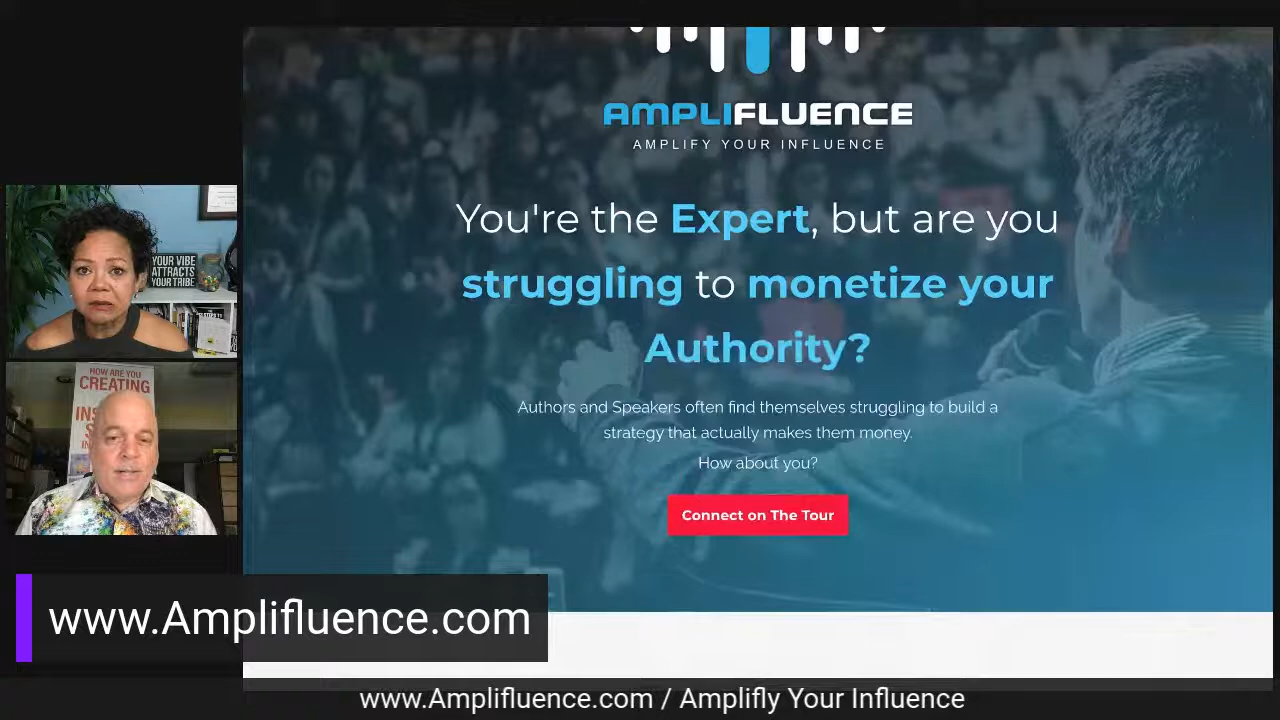 AMPLIFLUENCE
AMPLIFY YOUR INFLUENCE
You're the Expert, but are you
struggling to monetize your
Authority?
Authors and Speakers often find themselves struggling to build a
strategy that actually makes them money.
How about you?
Connect on The Tour
YOUR VIBE
ATTRACTS
YOUR TRIBE
HOW ARE YOU
CREATING
www.Amplifluence.com
www.Amplifluence.com / Amplifly Your Influence